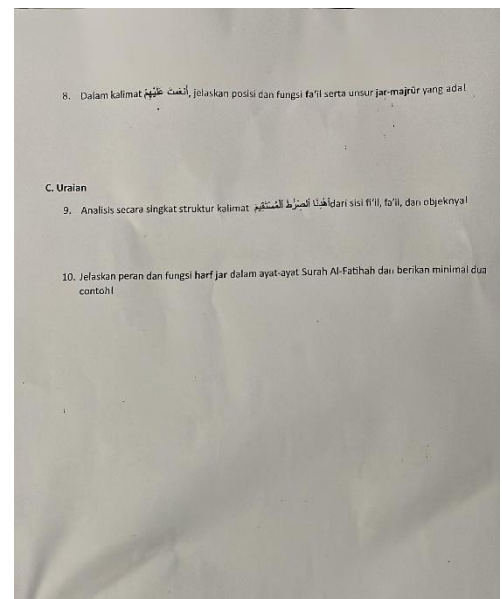 8. Dalam kalimat أَنْعَمْتَ عَلَيْهِمْ, jelaskan posisi dan fungsi fa'il serta unsur jar-majrūr yang ada!
C. Uraian
9. Analisis secara singkat struktur kalimat اهْدِنَا الصِّرَاطَ الْمُسْتَقِيمَ dari sisi fi'il, fa'il, dan objeknya!
10. Jelaskan peran dan fungsi harf jar dalam ayat-ayat Surah Al-Fatihah dan berikan minimal dua
contoh!